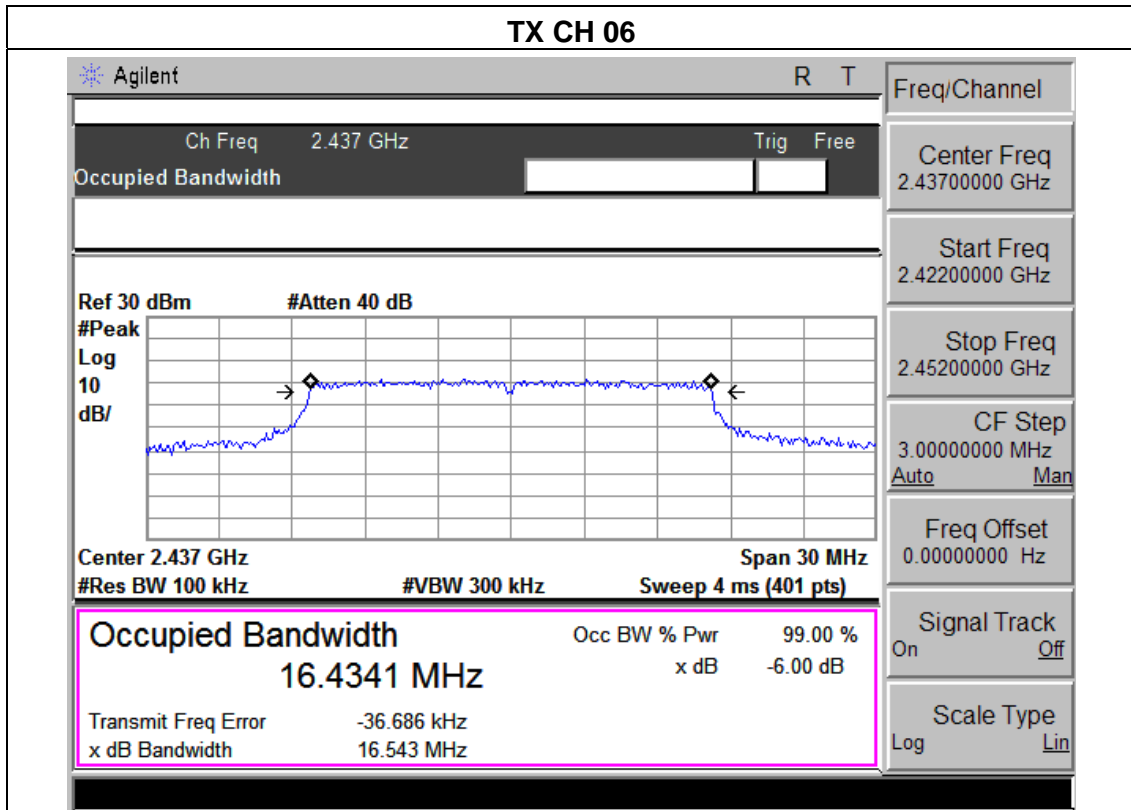 TX CH 06
Agilent R T
Ch Freq 2.437 GHz Trig Free
Occupied Bandwidth
Ref 30 dBm #Atten 40 dB
#Peak
Log
10
dB/
Center 2.437 GHz Span 30 MHz
#Res BW 100 kHz #VBW 300 kHz Sweep 4 ms (401 pts)
Occupied Bandwidth Occ BW % Pwr 99.00 %
16.4341 MHz x dB -6.00 dB
Transmit Freq Error -36.686 kHz
x dB Bandwidth 16.543 MHz
Freq/Channel
Center Freq
2.43700000 GHz
Start Freq
2.42200000 GHz
Stop Freq
2.45200000 GHz
CF Step
3.00000000 MHz
Auto Man
Freq Offset
0.00000000 Hz
Signal Track
On Off
Scale Type
Log Lin